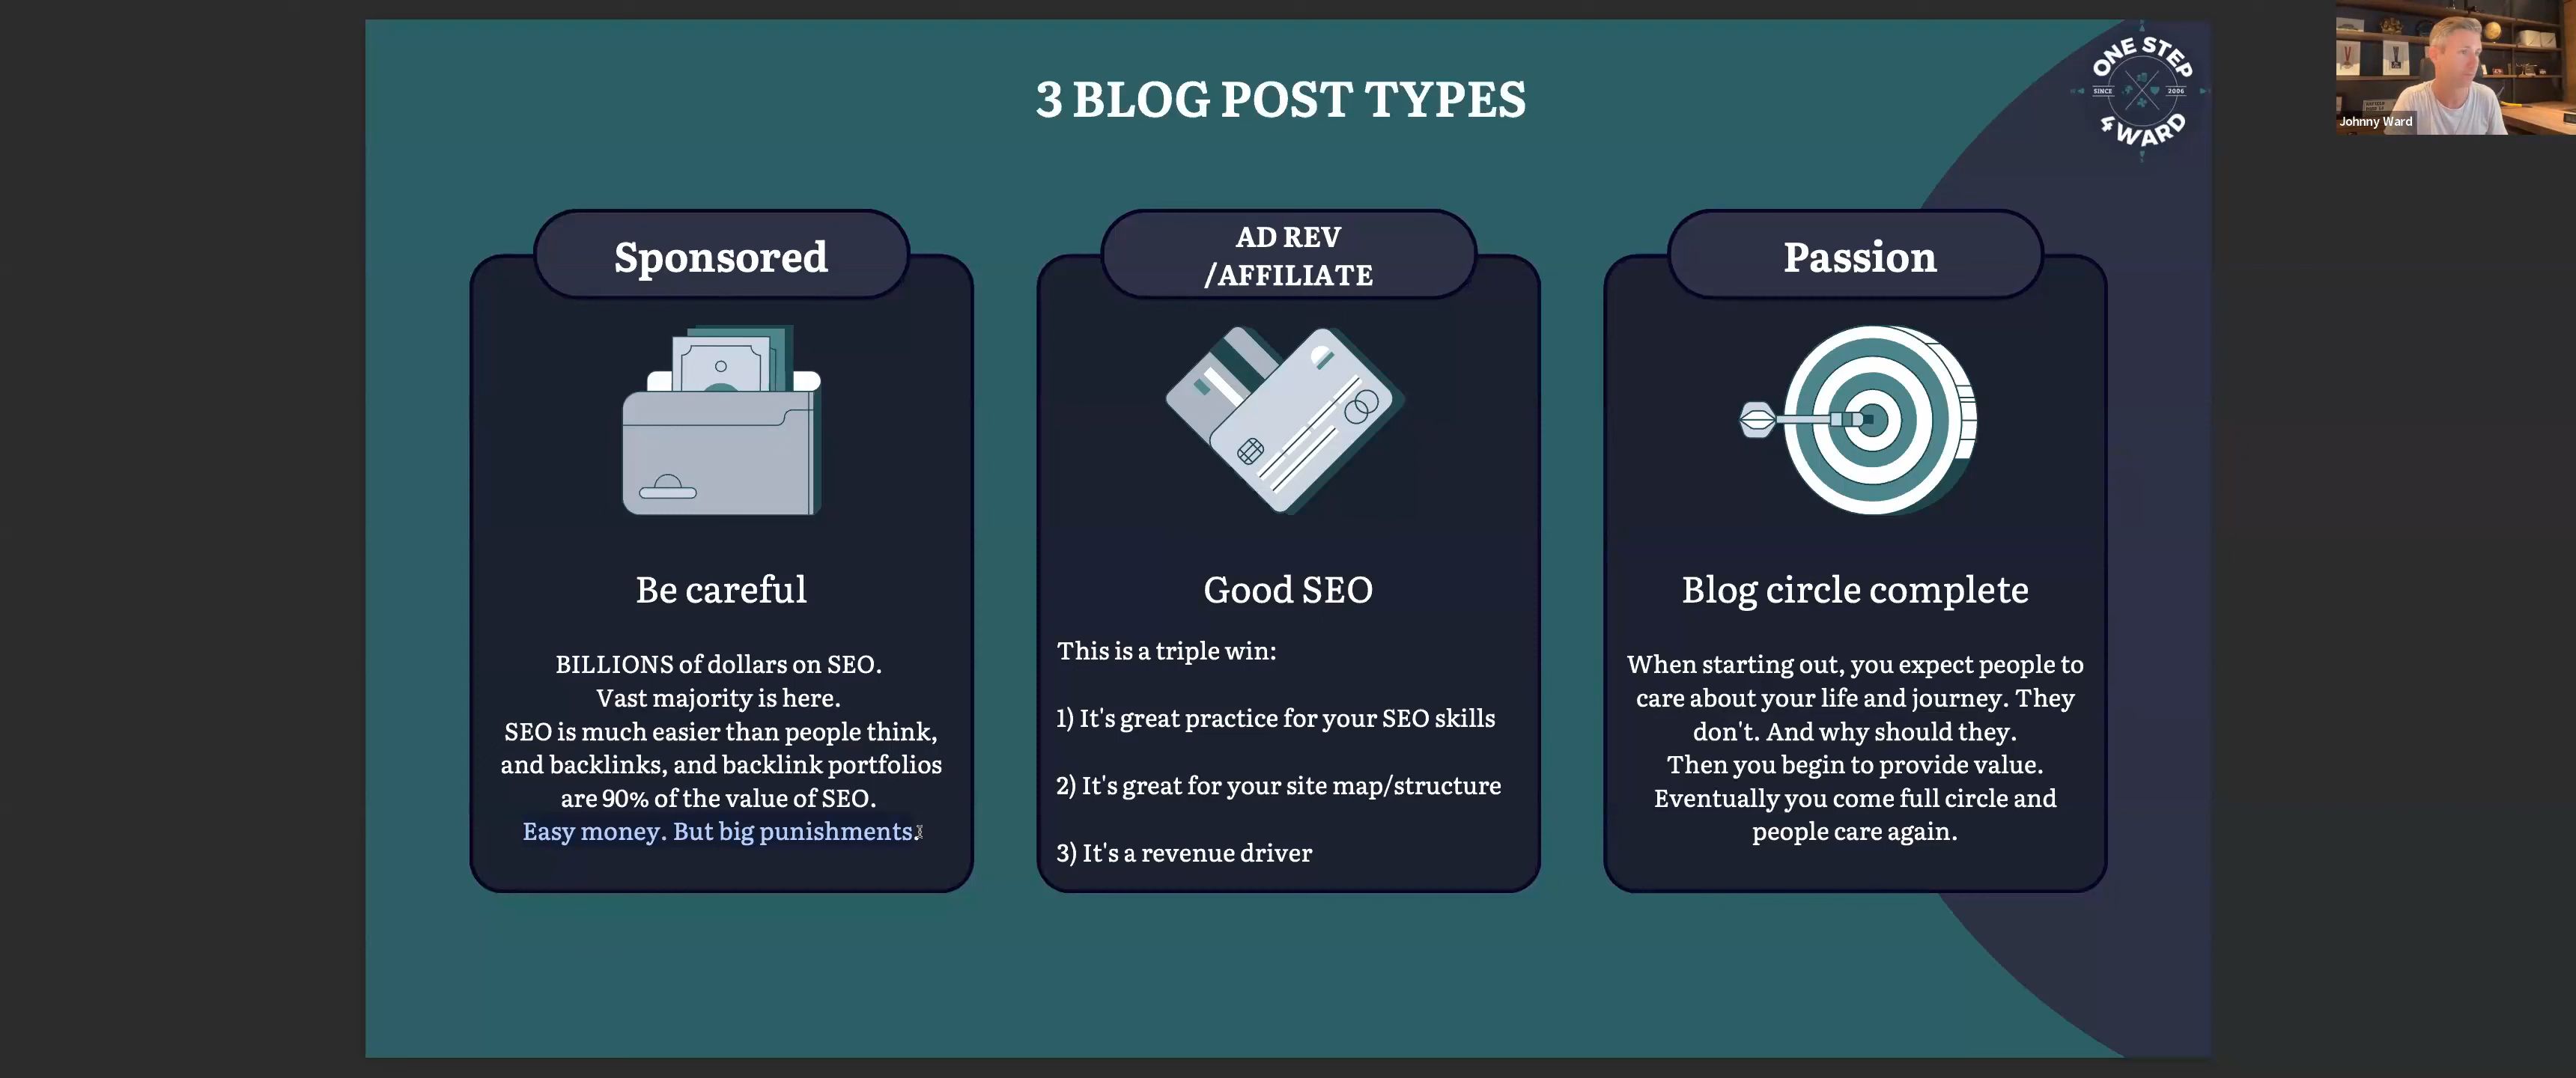 3 BLOG POST TYPES
ONE STEP
SINCE
2006
4WARD
Johnny Ward
Sponsored
Be careful
BILLIONS of dollars on SEO.
Vast majority is here.
SEO is much easier than people think,
and backlinks, and backlink portfolios
are 90% of the value of SEO.
Easy money. But big punishments.
AD REV
/AFFILIATE
Good SEO
This is a triple win:
1) It's great practice for your SEO skills
2) It's great for your site map/structure
3) It's a revenue driver
Passion
Blog circle complete
When starting out, you expect people to
care about your life and journey. They
don't. And why should they.
Then you begin to provide value.
Eventually you come full circle and
people care again.